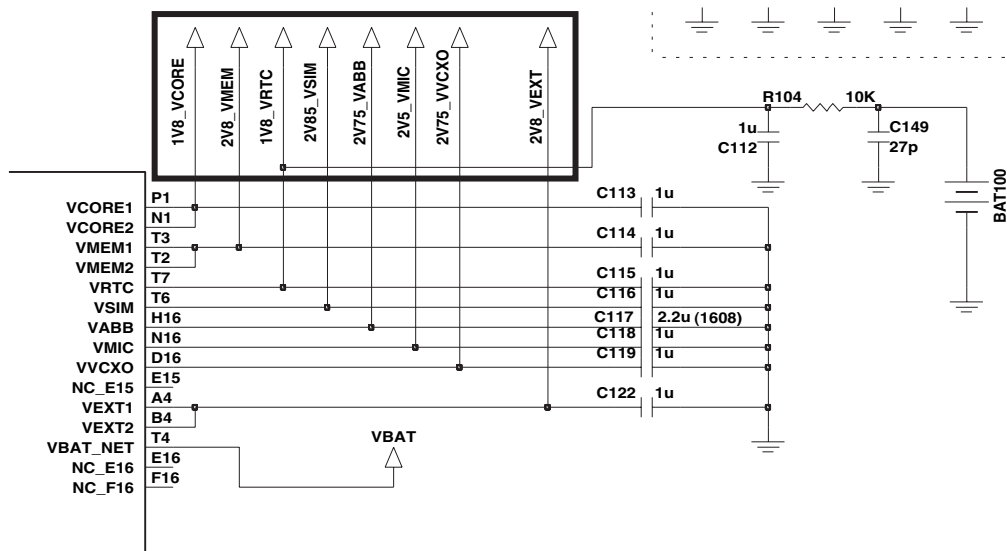 1V8_VCORE
2V8_VMEM
1V8_VRTC
2V85_VSIM
2V75_VABB
2V5_VMIC
2V75_VVCXO
2V8_VEXT
R104 10K
1u
C112
C149
27p
BAT100
P1
VCORE1
N1
VCORE2
T3
VMEM1
T2
VMEM2
T7
VRTC
T6
VSIM
H16
VABB
N16
VMIC
D16
VVCXO
E15
NC_E15
A4
VEXT1
B4
VEXT2
T4
VBAT_NET
E16
NC_E16
F16
NC_F16
C113 1u
C114 1u
C115 1u
C116 1u
C117 2.2u (1608)
C118 1u
C119 1u
C122 1u
VBAT